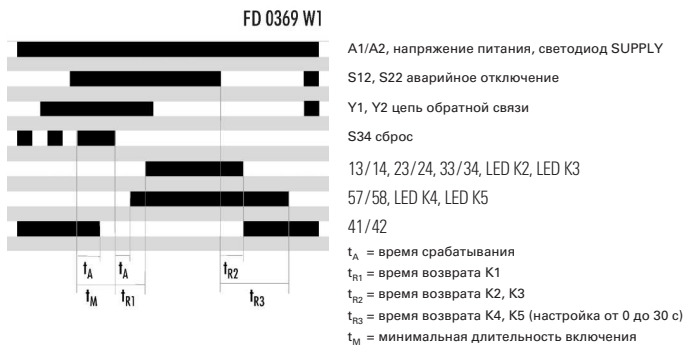 FD 0369 W1
A1/A2, напряжение питания, светодиод SUPPLY
S12, S22 аварийное отключение
Y1, Y2 цепь обратной связи
S34 сброс
13/14, 23/24, 33/34, LED K2, LED K3
57/58, LED K4, LED K5
41/42
tA = время срабатывания
tA tA tR2
tR1 = время возврата K1
tM tR1 tR3
tR2 = время возврата K2, K3
tR3 = время возврата K4, K5 (настройка от 0 до 30 с)
tM = минимальная длительность включения